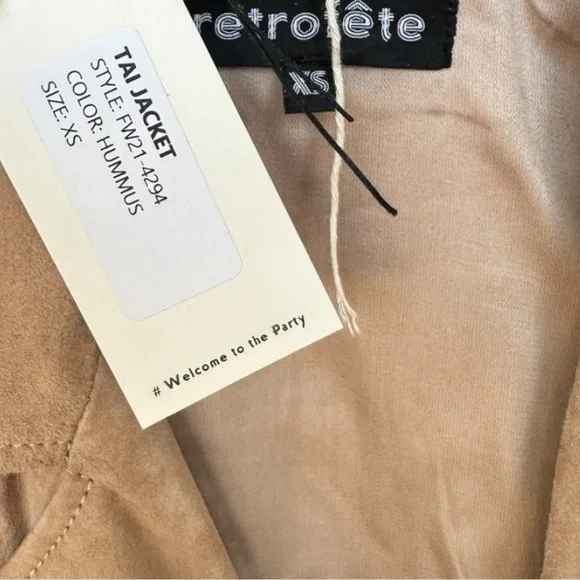 retrofête
XS
TAI JACKET
STYLE: FW21-4294
COLOR: HUMMUS
SIZE: XS
# Welcome to the Party